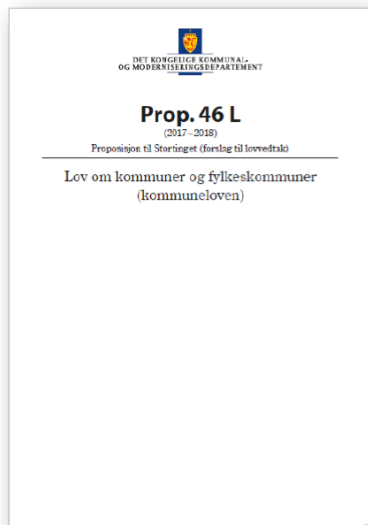 DET KONGELIGE KOMMUNAL-
OG MODERNISERINGSDEPARTEMENT
Prop. 46 L
(2017–2018)
Proposisjon til Stortinget (forslag til lovvedtak)
Lov om kommuner og fylkeskommuner
(kommuneloven)